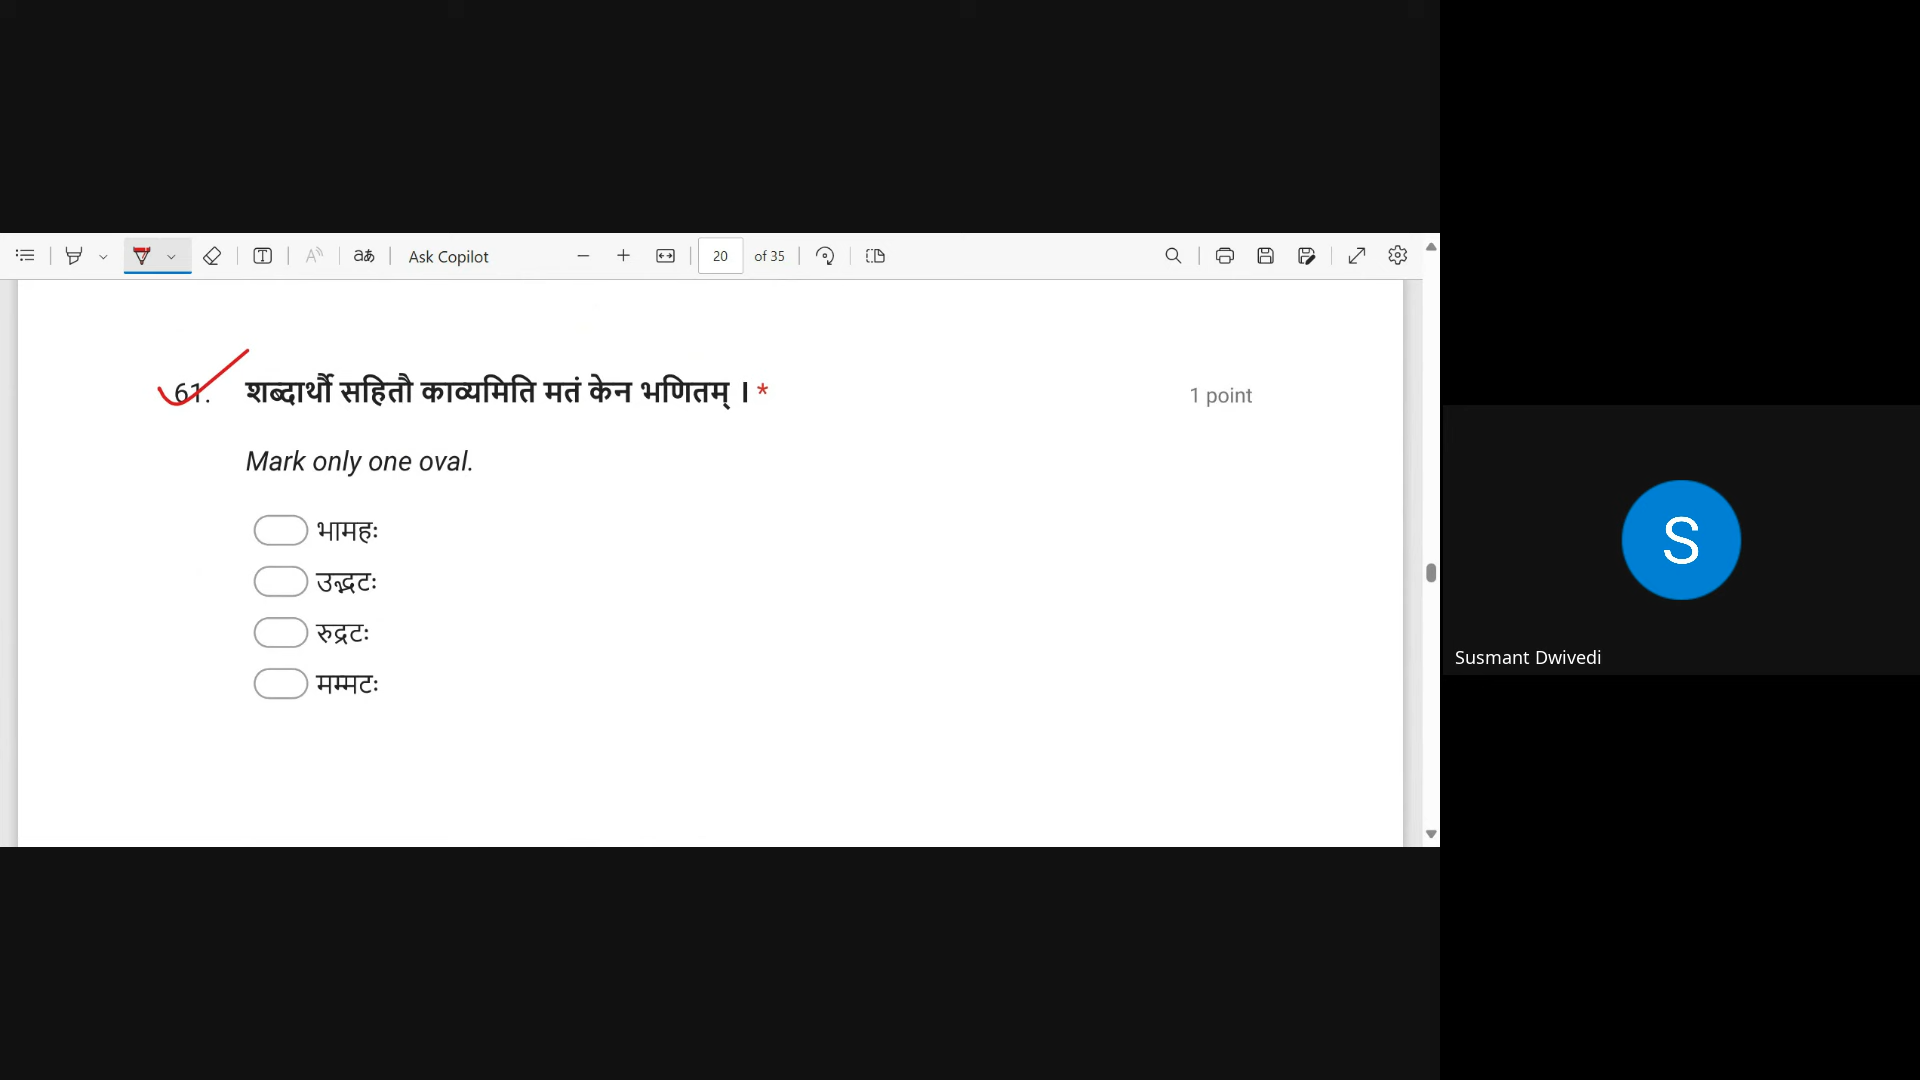 Ask Copilot
20 of 35
61. शब्दार्थौ सहितौ काव्यमिति मतं केन भणितम् । *
1 point
Mark only one oval.
भामहः
उद्भटः
रुद्रटः
मम्मटः
S
Susmant Dwivedi